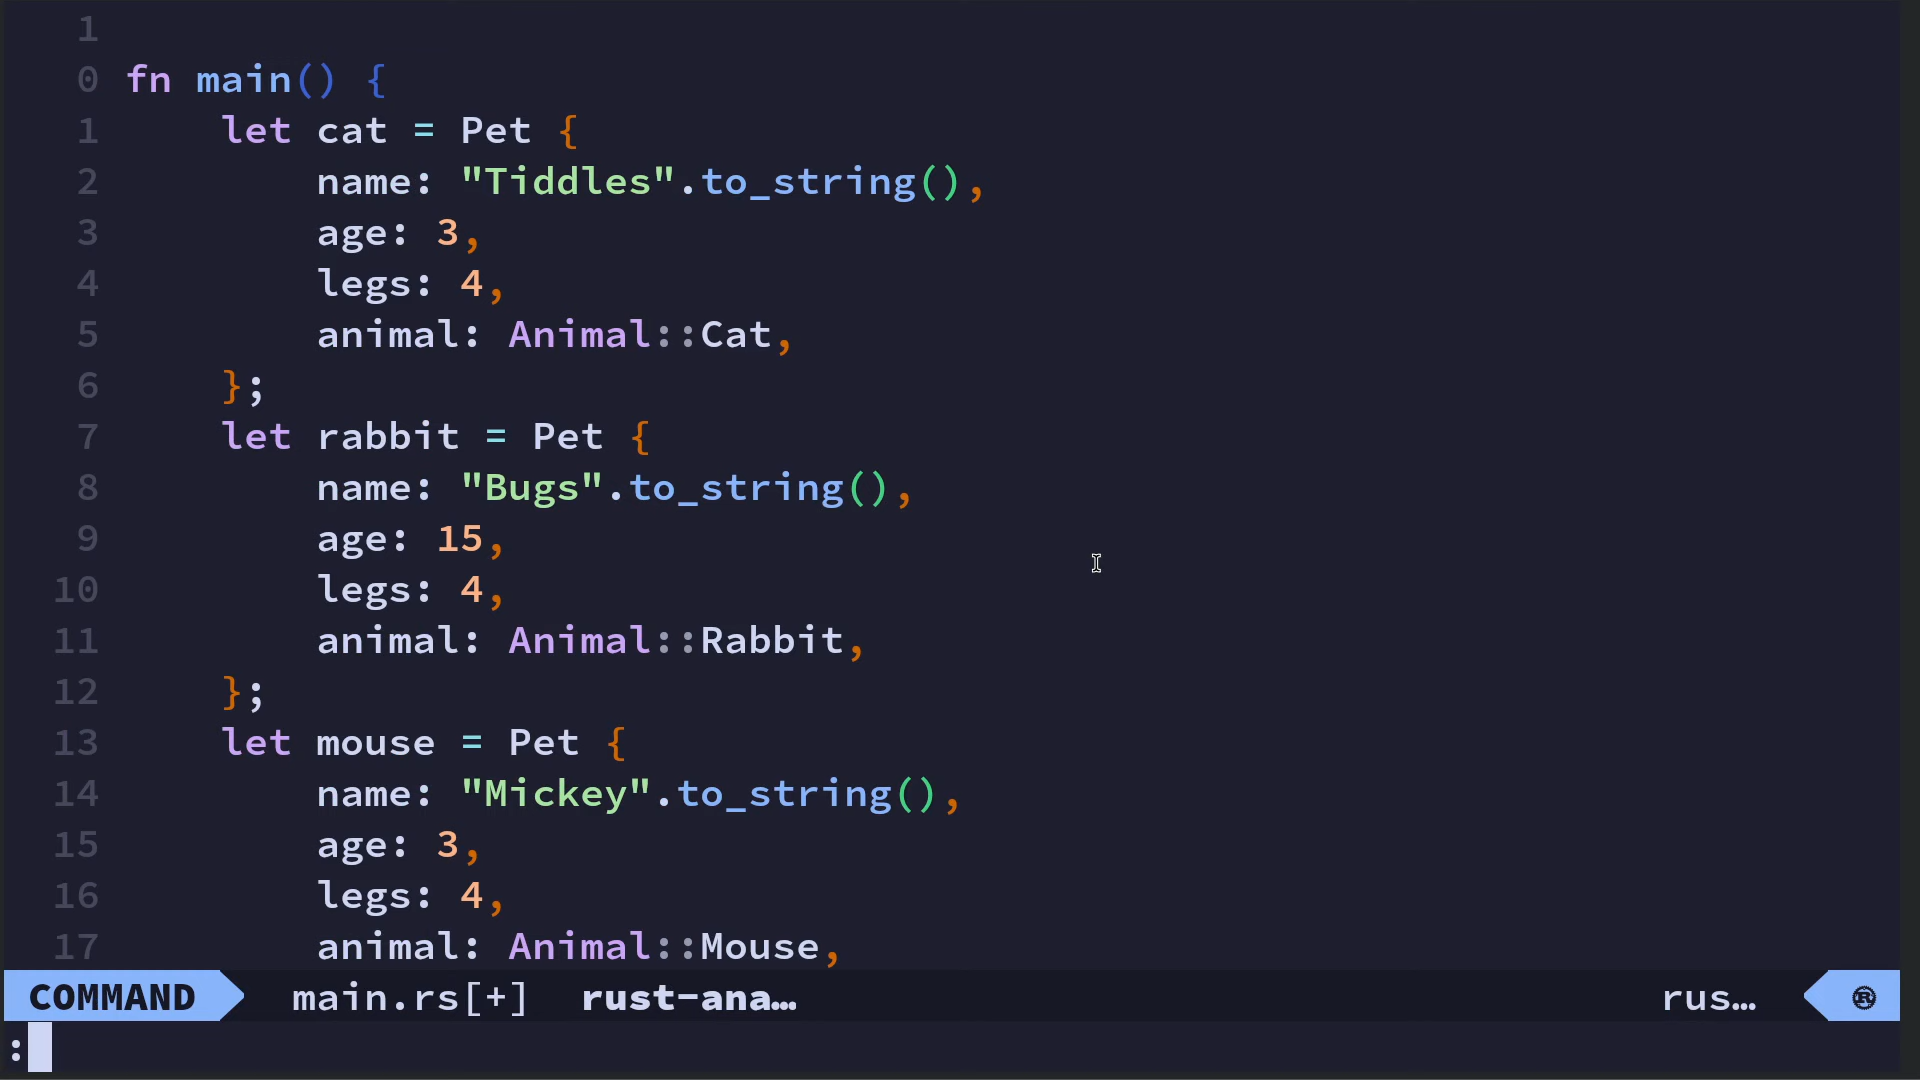 1
0 fn main() {
1     let cat = Pet {
2         name: "Tiddles".to_string(),
3         age: 3,
4         legs: 4,
5         animal: Animal::Cat,
6     };
7     let rabbit = Pet {
8         name: "Bugs".to_string(),
9         age: 15,
10         legs: 4,
11         animal: Animal::Rabbit,
12     };
13     let mouse = Pet {
14         name: "Mickey".to_string(),
15         age: 3,
16         legs: 4,
17         animal: Animal::Mouse,
COMMAND main.rs[+] rust-ana… rus… R
: